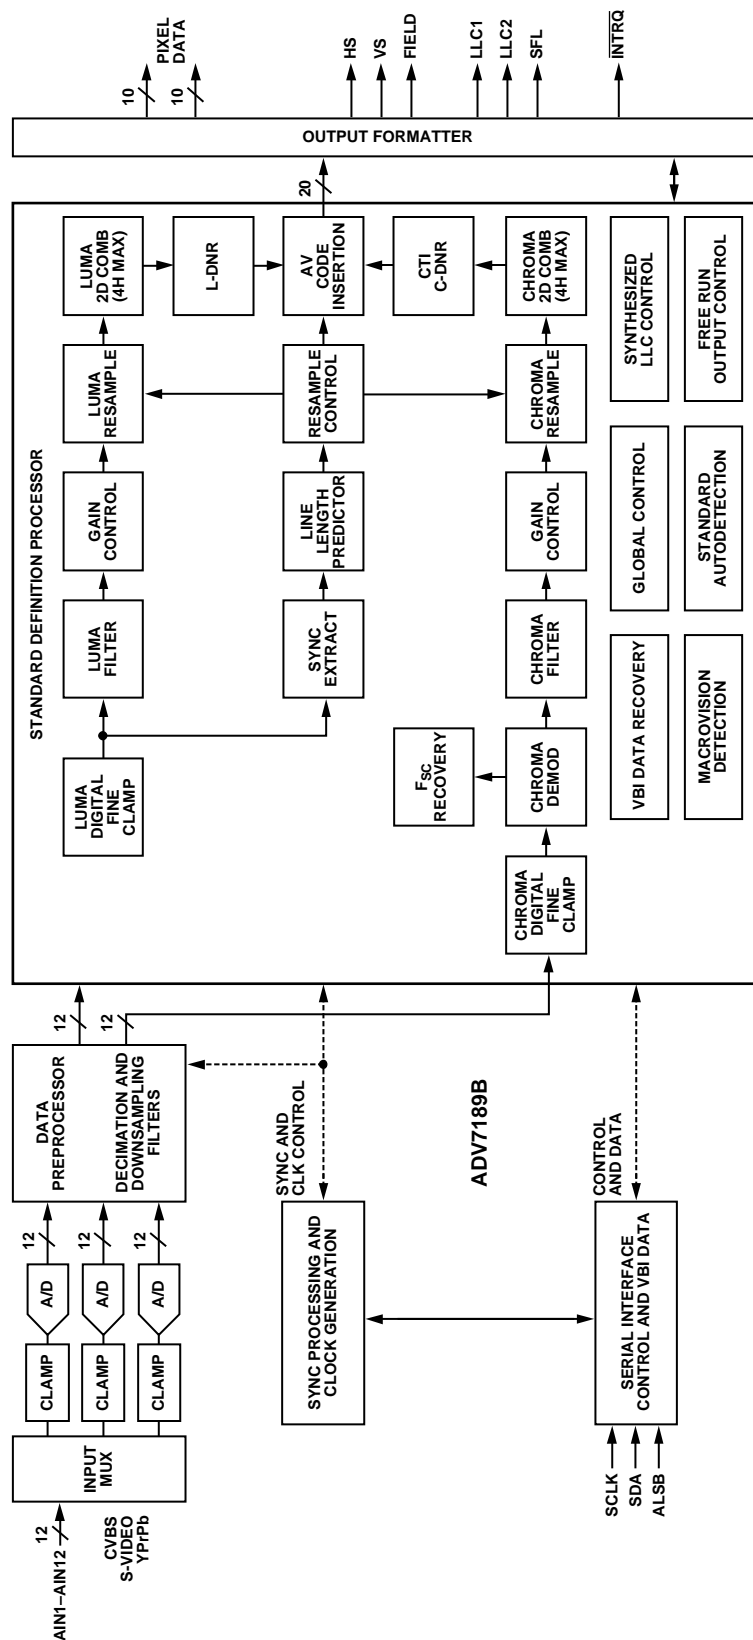 AIN1–AIN12
12
CVBS
S-VIDEO
YPrPb
INPUT
MUX
CLAMP
CLAMP
CLAMP
A/D
A/D
A/D
12
12
12
DATA
PREPROCESSOR
DECIMATION AND
DOWNSAMPLING
FILTERS
12
12
SYNC PROCESSING AND
CLOCK GENERATION
SYNC AND
CLK CONTROL
SCLK
SDA
ALSB
SERIAL INTERFACE
CONTROL AND VBI DATA
CONTROL
AND DATA
ADV7189B
STANDARD DEFINITION PROCESSOR
LUMA
DIGITAL
FINE
CLAMP
LUMA
FILTER
GAIN
CONTROL
LUMA
RESAMPLE
LUMA
2D COMB
(4H MAX)
L-DNR
SYNC
EXTRACT
LINE
LENGTH
PREDICTOR
RESAMPLE
CONTROL
AV
CODE
INSERTION
FSC
RECOVERY
CTI
C-DNR
CHROMA
DIGITAL
FINE
CLAMP
CHROMA
DEMOD
CHROMA
FILTER
GAIN
CONTROL
CHROMA
RESAMPLE
CHROMA
2D COMB
(4H MAX)
VBI DATA RECOVERY
GLOBAL CONTROL
SYNTHESIZED
LLC CONTROL
MACROVISION
DETECTION
STANDARD
AUTODETECTION
FREE RUN
OUTPUT CONTROL
20
OUTPUT FORMATTER
10
10
PIXEL
DATA
HS
VS
FIELD
LLC1
LLC2
SFL
INTRQ